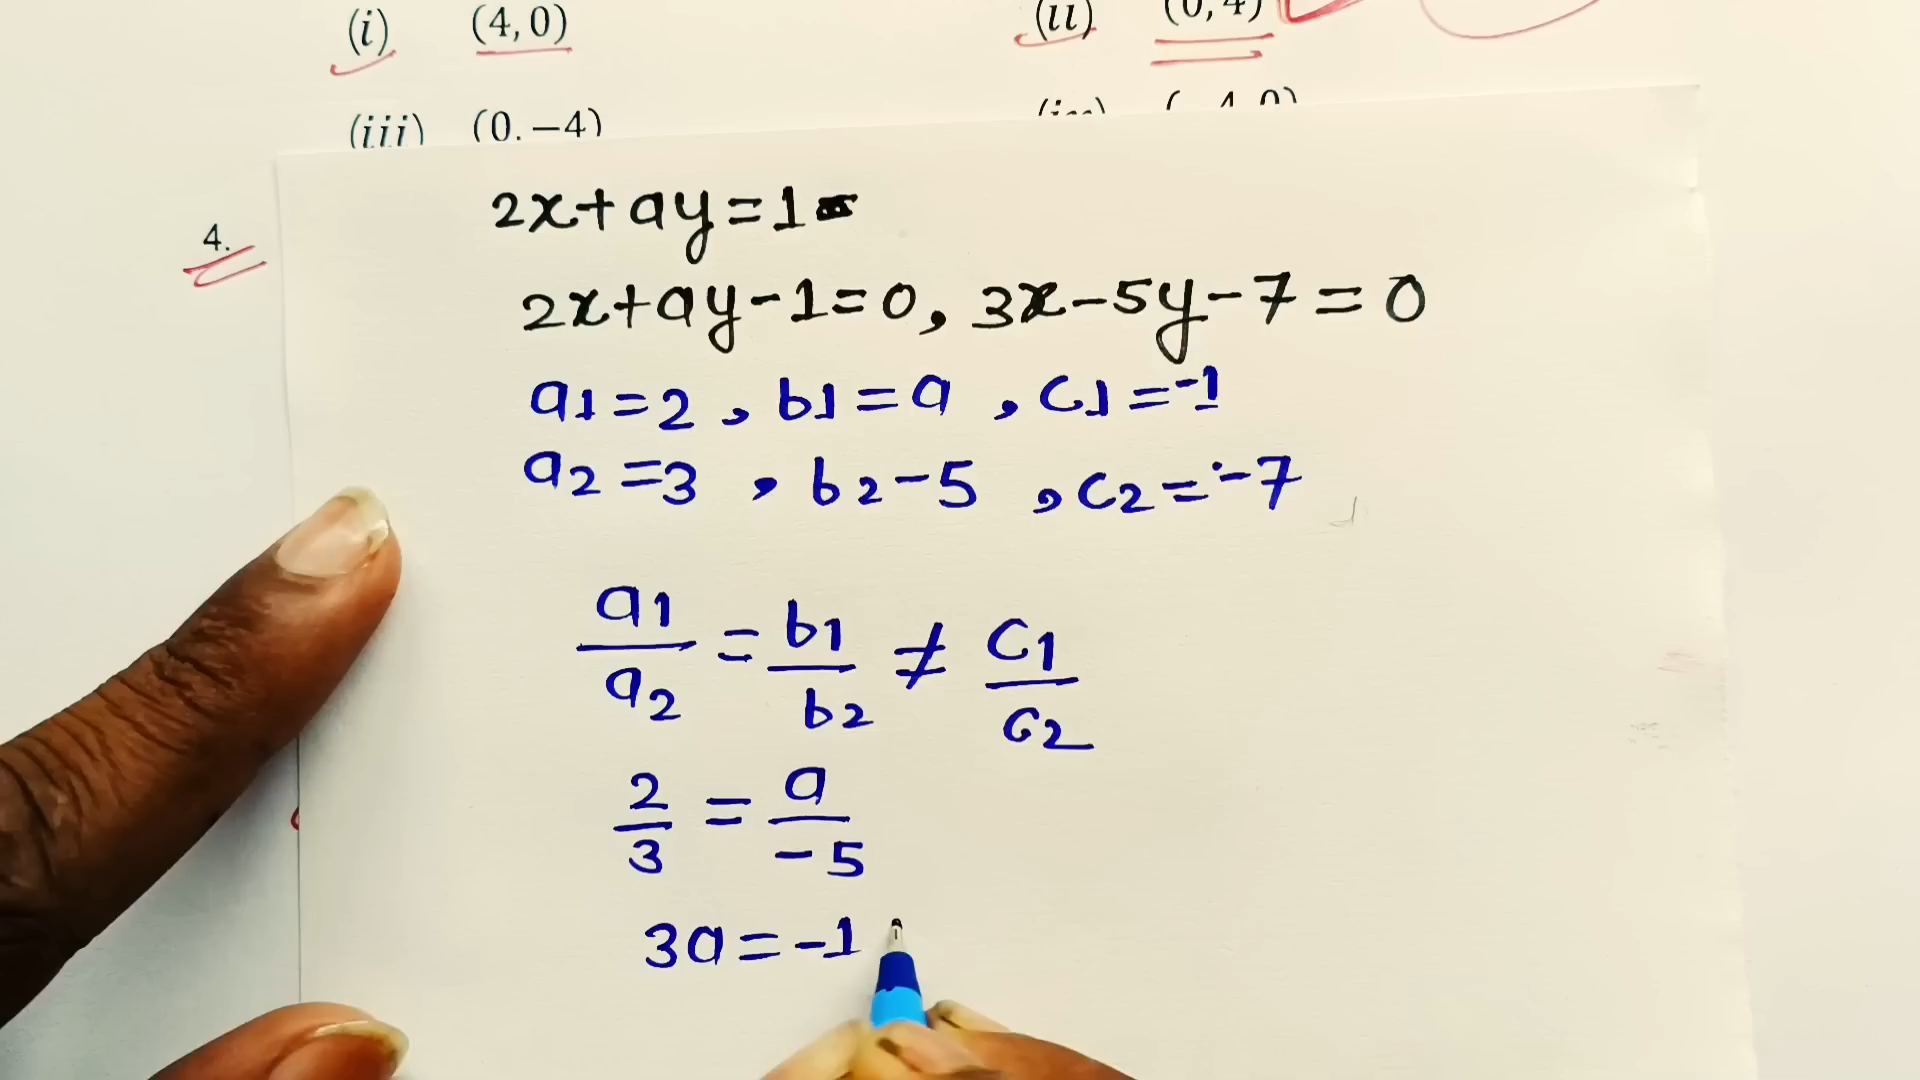 (i) (4, 0) (ii) (0, 4)
(iii) (0. −4)
4.
2x+ay=1
2x+ay-1=0, 3x-5y-7=0
a1=2, b1=a, c1=-1
a2=3, b2-5, c2=-7
a1/a2 = b1/b2 ≠ c1/c2
2/3 = a/-5
3a=-1